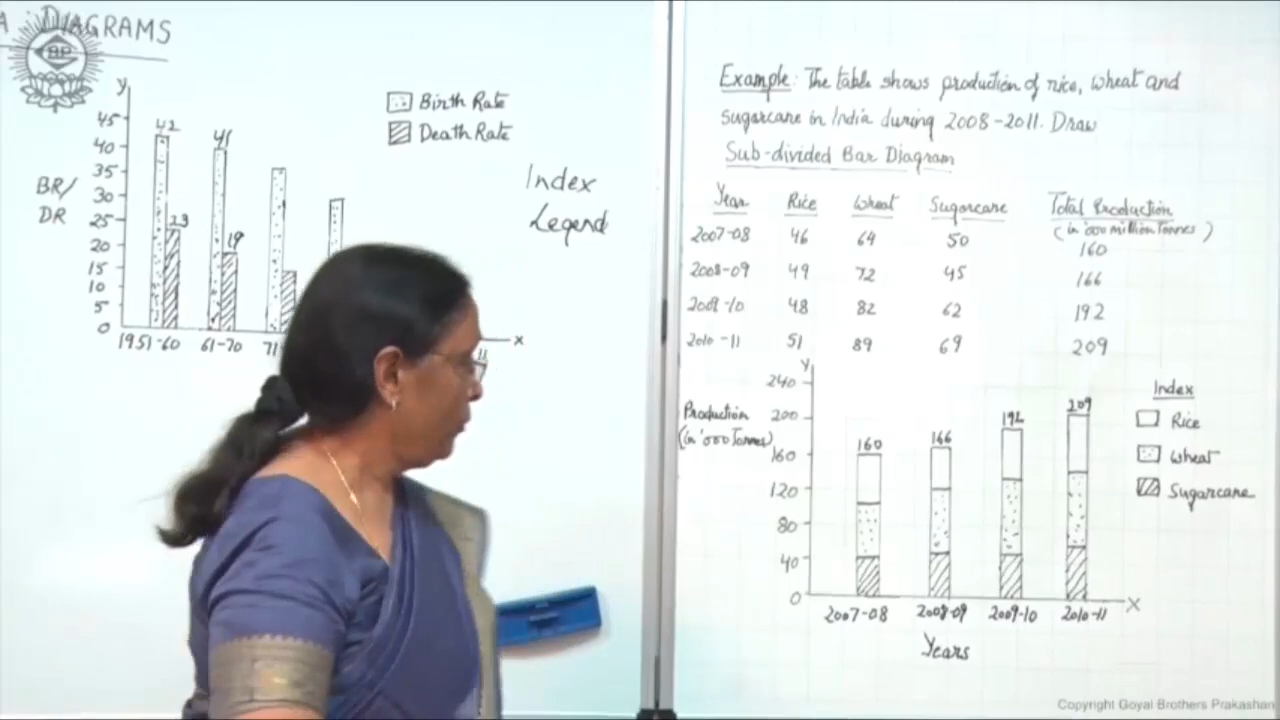 A : DIAGRAMS
BP
Y
Birth Rate
Death Rate
Index
Legend
BR/
DR
45
40
35
30
25
20
15
10
5
0
42
23
41
19
1951-60 61-70 71
11
x
Example: The table shows production of rice, wheat and
sugarcane in India during 2008-2011. Draw
Sub-divided Bar Diagram
Year Rice Wheat Sugarcane Total Production
(in '000 million Tonnes)
2007-08 46 64 50 160
2008-09 49 72 45 166
2009-10 48 82 62 192
2010-11 51 89 69 209
Y
Production
(in '000 Tonnes)
240
200
160
120
80
40
0
160
166
192
209
2007-08 2008-09 2009-10 2010-11
X
Years
Index
Rice
Wheat
Sugarcane
Copyright Goyal Brothers Prakashan